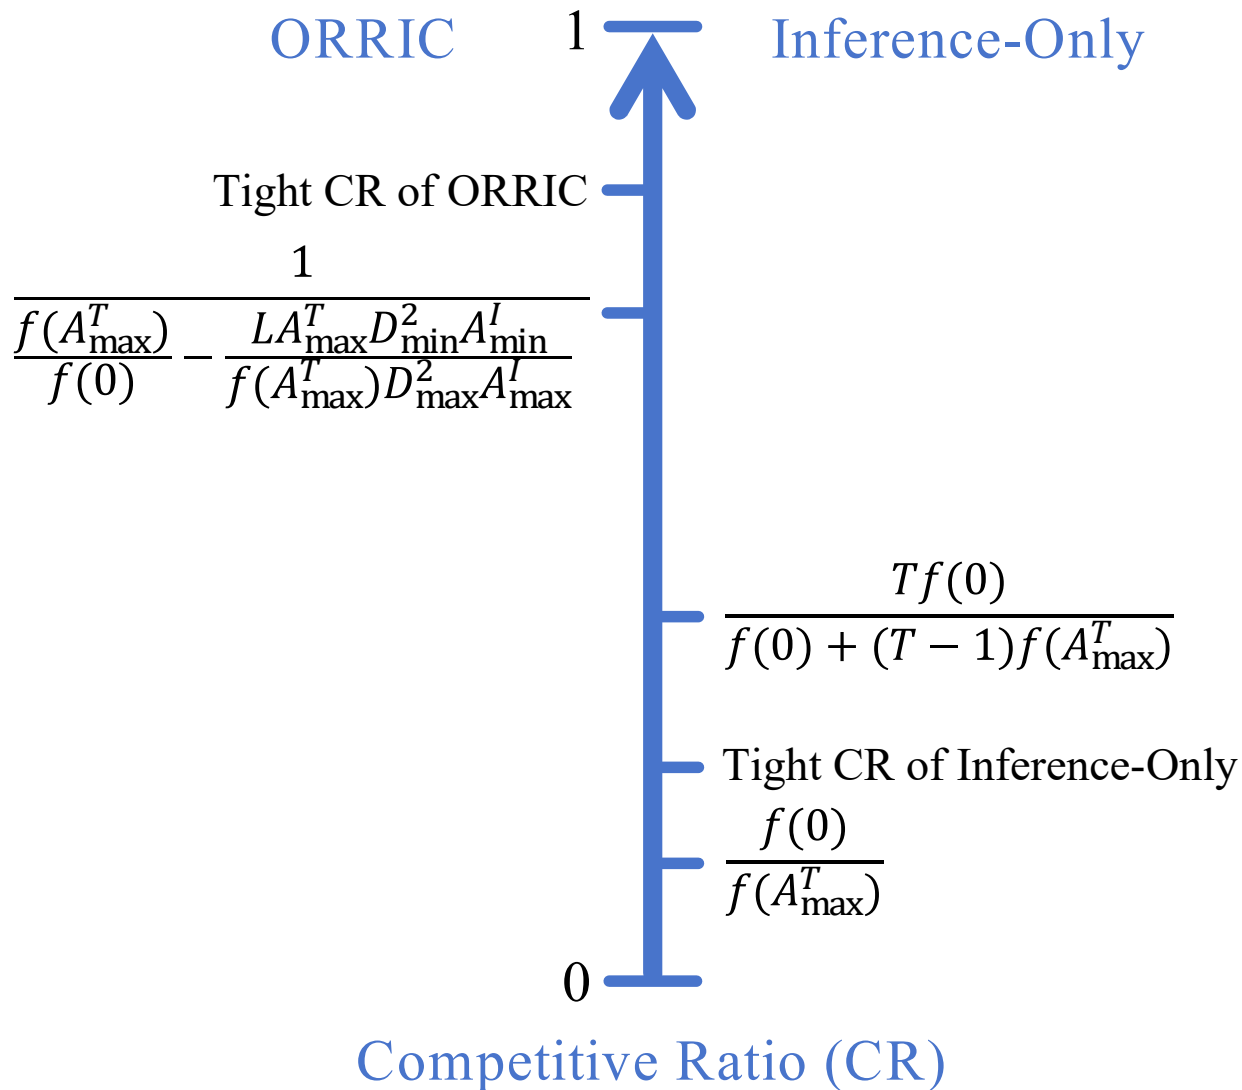 ORRIC 1 Inference-Only
Tight CR of ORRIC
1
f(A^T_max) / f(0) − LA^T_max D^2_min A^I_min / f(A^T_max)D^2_max A^I_max
Tf(0)
f(0) + (T − 1)f(A^T_max)
Tight CR of Inference-Only
f(0)
f(A^T_max)
0
Competitive Ratio (CR)